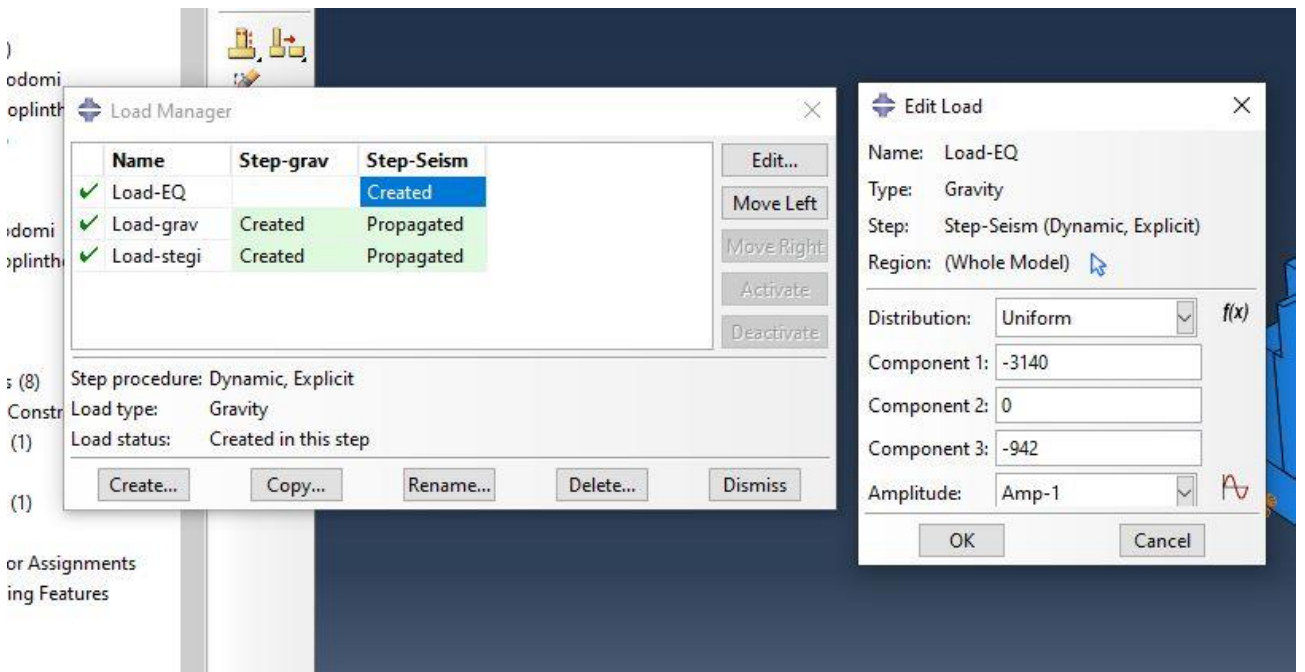 )
odomi
oplinth
odomi
oplinth
s (8)
Constr
(1)
(1)
or Assignments
ing Features
Load Manager
Name Step-grav Step-Seism
Load-EQ Created
Load-grav Created Propagated
Load-stegi Created Propagated
Edit...
Move Left
Move Right
Activate
Deactivate
Step procedure: Dynamic, Explicit
Load type: Gravity
Load status: Created in this step
Create... Copy... Rename... Delete... Dismiss
Edit Load
Name: Load-EQ
Type: Gravity
Step: Step-Seism (Dynamic, Explicit)
Region: (Whole Model)
Distribution: Uniform f(x)
Component 1: -3140
Component 2: 0
Component 3: -942
Amplitude: Amp-1
OK Cancel